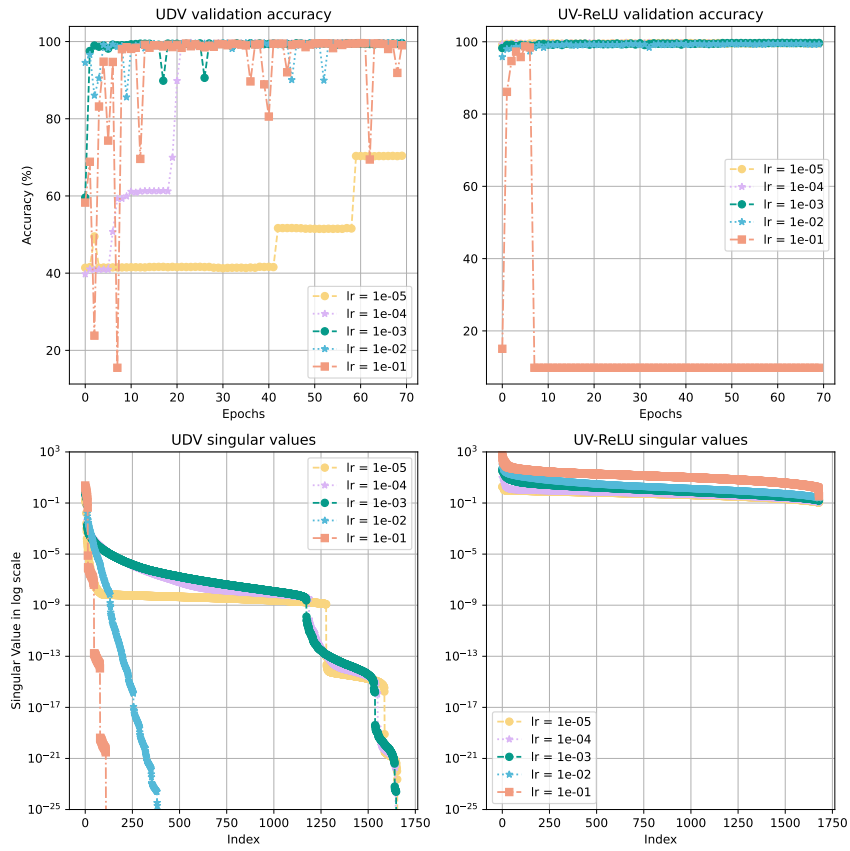 UDV validation accuracy
Accuracy (%)
100
80
60
40
20
0 10 20 30 40 50 60 70
Epochs
lr = 1e-05
lr = 1e-04
lr = 1e-03
lr = 1e-02
lr = 1e-01
UV-ReLU validation accuracy
100
80
60
40
20
0 10 20 30 40 50 60 70
Epochs
lr = 1e-05
lr = 1e-04
lr = 1e-03
lr = 1e-02
lr = 1e-01
UDV singular values
Singular Value in log scale
10³
10⁻¹
10⁻⁵
10⁻⁹
10⁻¹³
10⁻¹⁷
10⁻²¹
10⁻²⁵
0 250 500 750 1000 1250 1500 1750
Index
lr = 1e-05
lr = 1e-04
lr = 1e-03
lr = 1e-02
lr = 1e-01
UV-ReLU singular values
10³
10⁻¹
10⁻⁵
10⁻⁹
10⁻¹³
10⁻¹⁷
10⁻²¹
10⁻²⁵
0 250 500 750 1000 1250 1500 1750
Index
lr = 1e-05
lr = 1e-04
lr = 1e-03
lr = 1e-02
lr = 1e-01